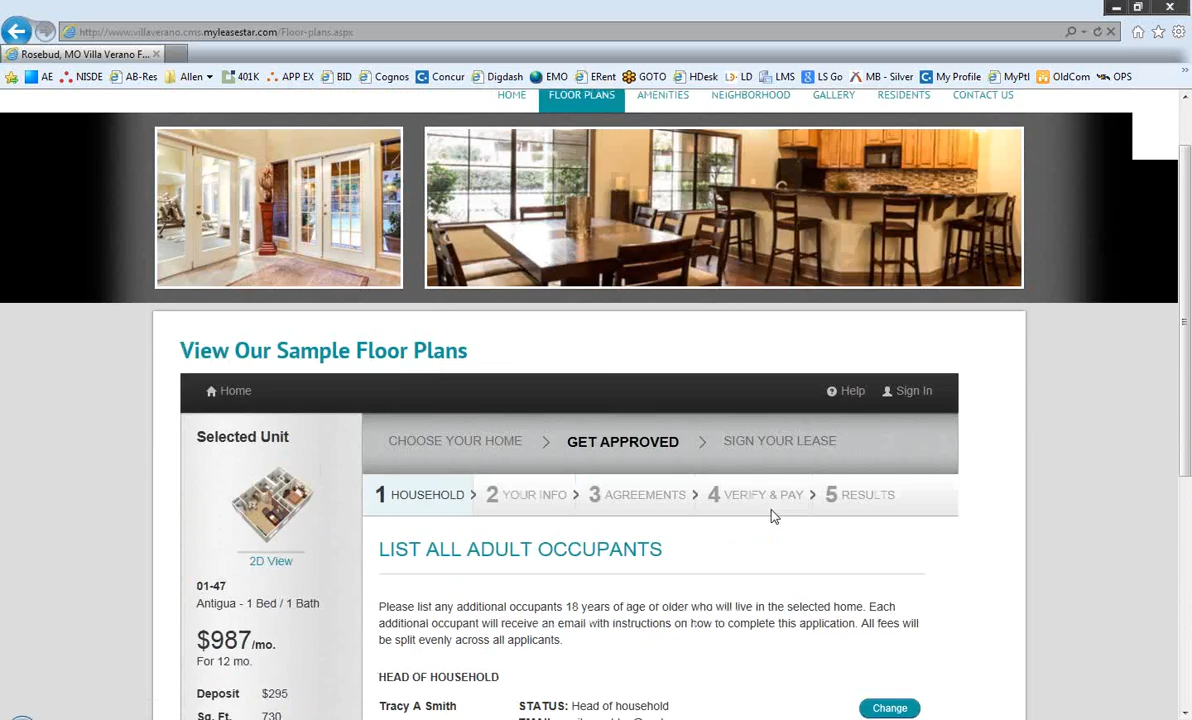 http://www.villaverano.cms.myleasestar.com/Floor-plans.aspx
Rosebud, MO Villa Verano F...
AE NISDE AB-Res Allen 401K APP EX BID Cognos Concur Digdash EMO ERent GOTO HDesk LD LMS LS Go MB - Silver My Profile MyPtl OldCom OPS
HOME FLOOR PLANS AMENITIES NEIGHBORHOOD GALLERY RESIDENTS CONTACT US
View Our Sample Floor Plans
Home Help Sign In
Selected Unit
CHOOSE YOUR HOME > GET APPROVED > SIGN YOUR LEASE
1 HOUSEHOLD > 2 YOUR INFO > 3 AGREEMENTS > 4 VERIFY & PAY > 5 RESULTS
LIST ALL ADULT OCCUPANTS
2D View
01-47
Antigua - 1 Bed / 1 Bath
$987/mo.
For 12 mo.
Deposit $295
Sq. Ft. 730
Please list any additional occupants 18 years of age or older who will live in the selected home. Each
additional occupant will receive an email with instructions on how to complete this application. All fees will
be split evenly across all applicants.
HEAD OF HOUSEHOLD
Tracy A Smith STATUS: Head of household Change